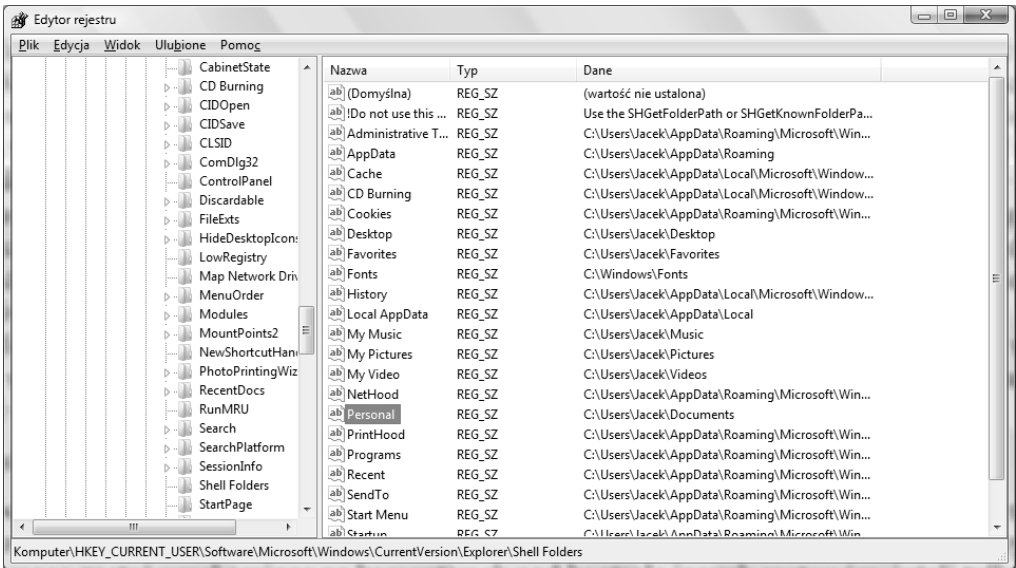 Edytor rejestru
Plik Edycja Widok Ulubione Pomoc
CabinetState
CD Burning
CIDOpen
CIDSave
CLSID
ComDlg32
ControlPanel
Discardable
FileExts
HideDesktopIcons
LowRegistry
Map Network Driv
MenuOrder
Modules
MountPoints2
NewShortcutHan
PhotoPrintingWiz
RecentDocs
RunMRU
Search
SearchPlatform
SessionInfo
Shell Folders
StartPage
Nazwa Typ Dane
(Domyślna) REG_SZ (wartość nie ustalona)
!Do not use this ... REG_SZ Use the SHGetFolderPath or SHGetKnownFolderPa...
Administrative T... REG_SZ C:\Users\Jacek\AppData\Roaming\Microsoft\Win...
AppData REG_SZ C:\Users\Jacek\AppData\Roaming
Cache REG_SZ C:\Users\Jacek\AppData\Local\Microsoft\Window...
CD Burning REG_SZ C:\Users\Jacek\AppData\Local\Microsoft\Window...
Cookies REG_SZ C:\Users\Jacek\AppData\Roaming\Microsoft\Win...
Desktop REG_SZ C:\Users\Jacek\Desktop
Favorites REG_SZ C:\Users\Jacek\Favorites
Fonts REG_SZ C:\Windows\Fonts
History REG_SZ C:\Users\Jacek\AppData\Local\Microsoft\Window...
Local AppData REG_SZ C:\Users\Jacek\AppData\Local
My Music REG_SZ C:\Users\Jacek\Music
My Pictures REG_SZ C:\Users\Jacek\Pictures
My Video REG_SZ C:\Users\Jacek\Videos
NetHood REG_SZ C:\Users\Jacek\AppData\Roaming\Microsoft\Win...
Personal REG_SZ C:\Users\Jacek\Documents
PrintHood REG_SZ C:\Users\Jacek\AppData\Roaming\Microsoft\Win...
Programs REG_SZ C:\Users\Jacek\AppData\Roaming\Microsoft\Win...
Recent REG_SZ C:\Users\Jacek\AppData\Roaming\Microsoft\Win...
SendTo REG_SZ C:\Users\Jacek\AppData\Roaming\Microsoft\Win...
Start Menu REG_SZ C:\Users\Jacek\AppData\Roaming\Microsoft\Win...
Startup REG_SZ C:\Users\Jacek\AppData\Roaming\Microsoft\Win...
Komputer\HKEY_CURRENT_USER\Software\Microsoft\Windows\CurrentVersion\Explorer\Shell Folders